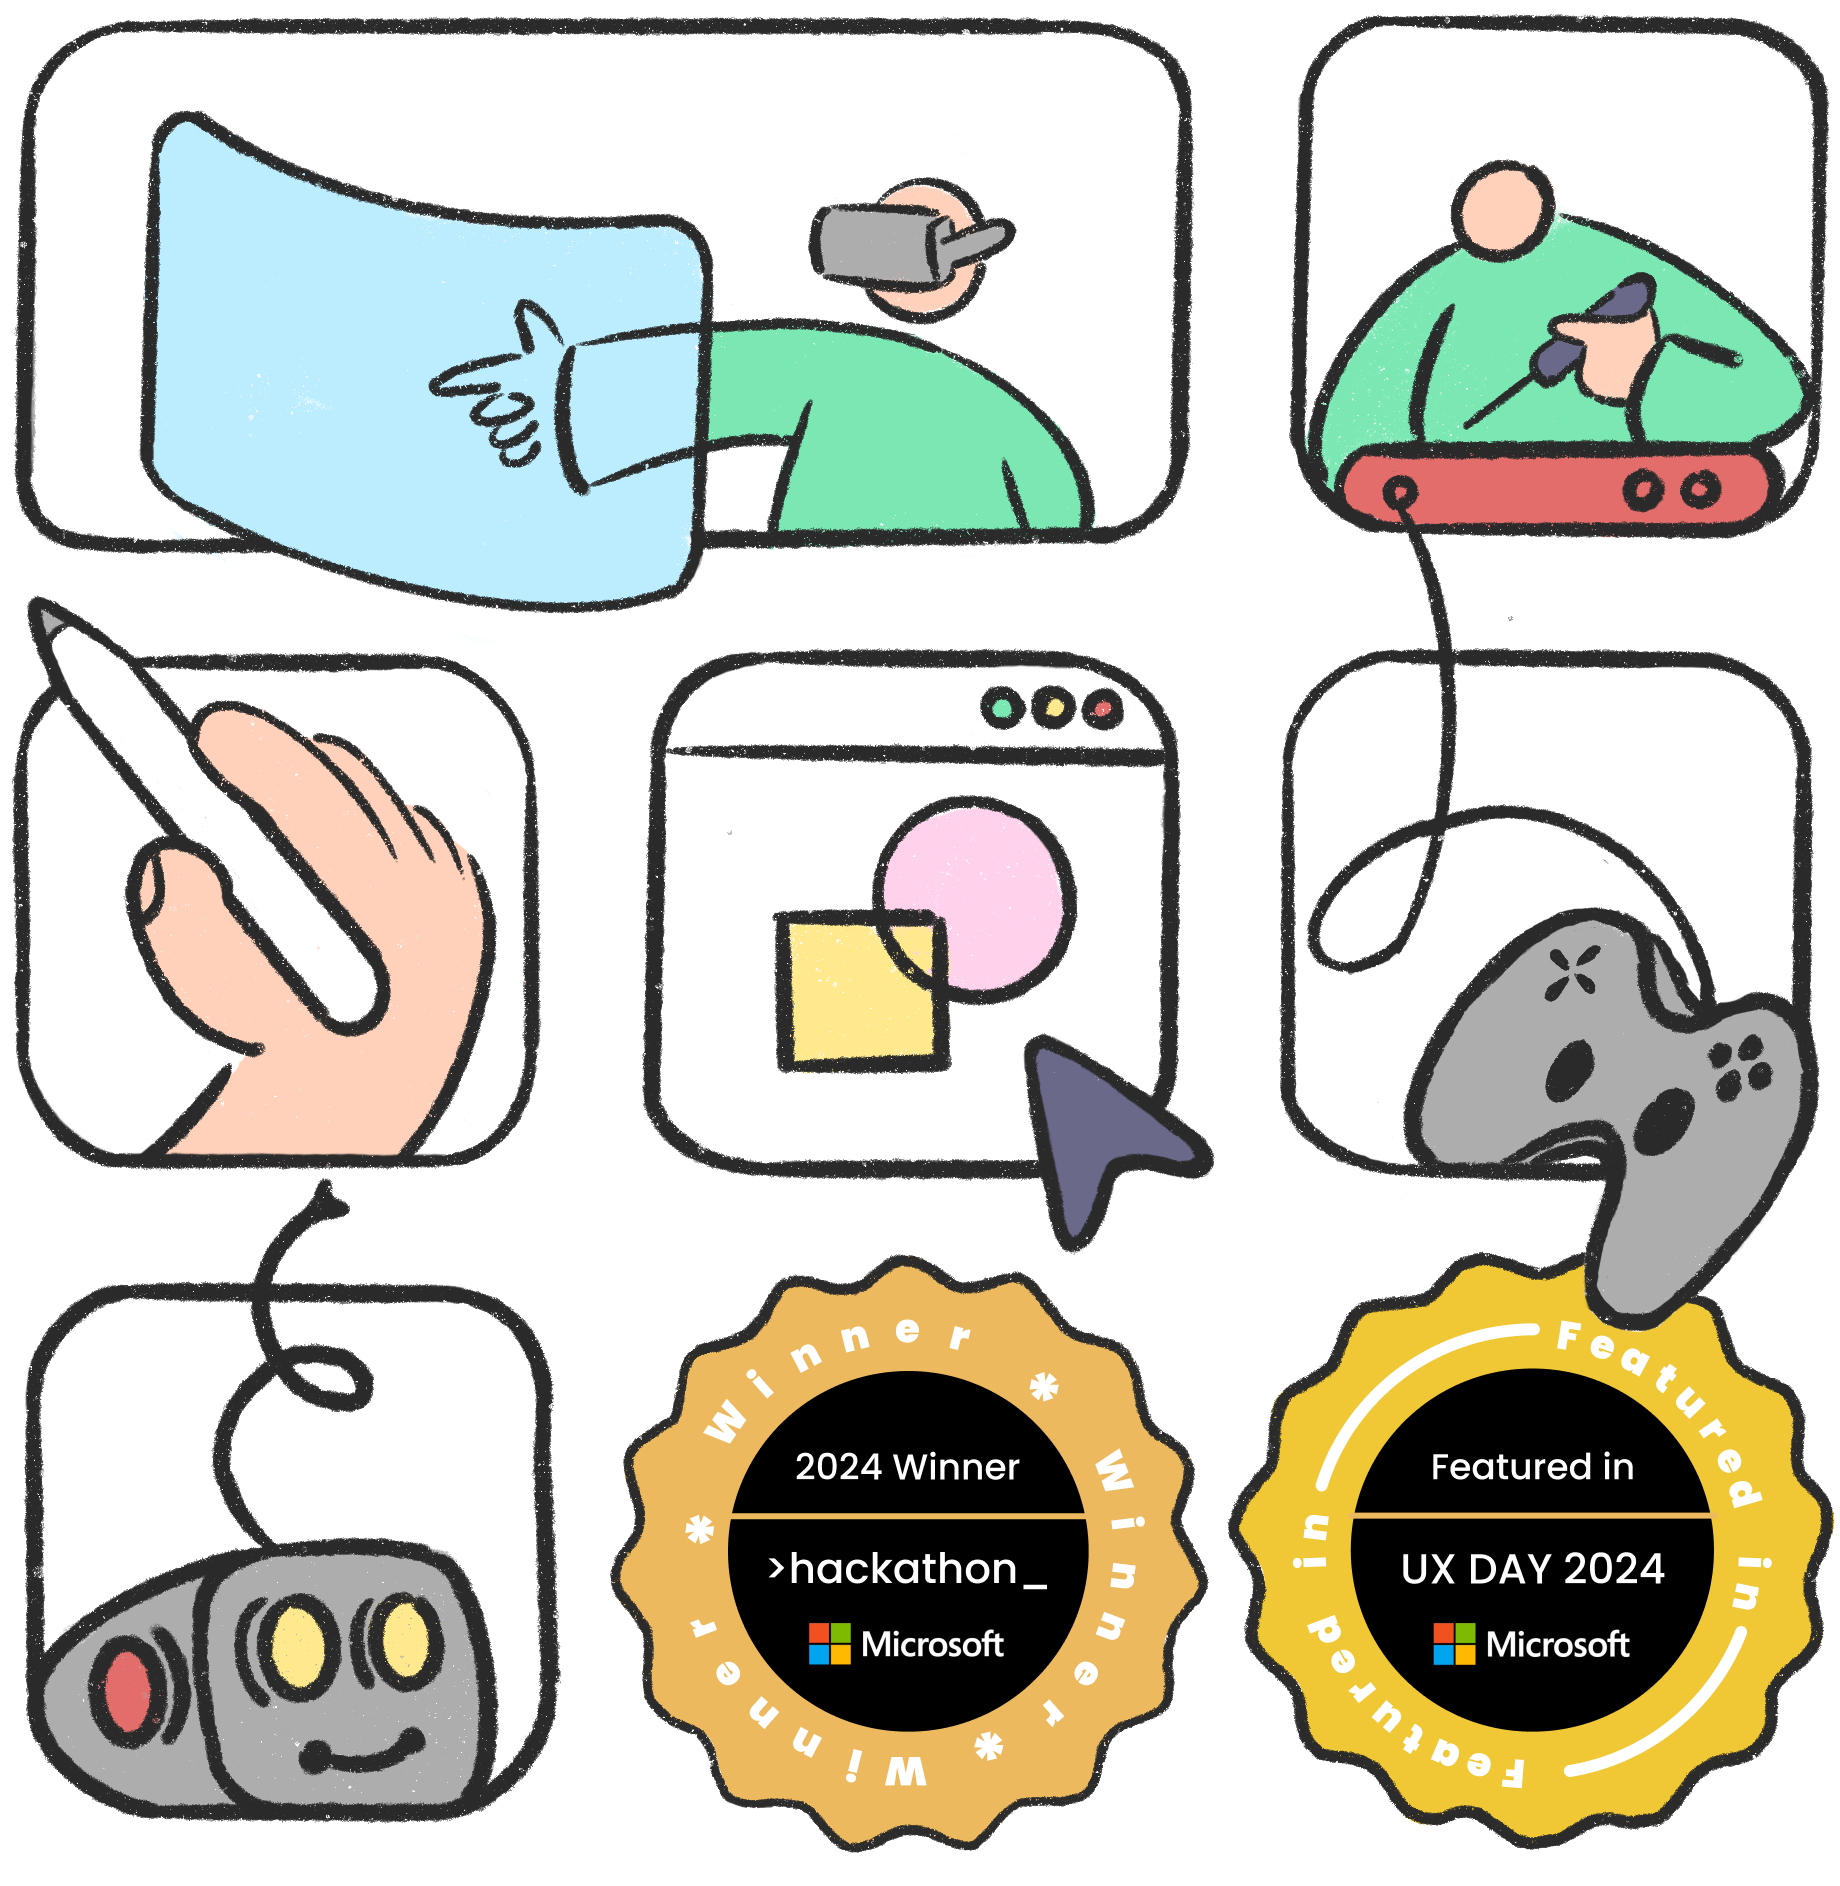 Winner * Winner * Winner *
2024 Winner
>hackathon_
Microsoft
Featured in
Featured in
Featured in
UX DAY 2024
Microsoft